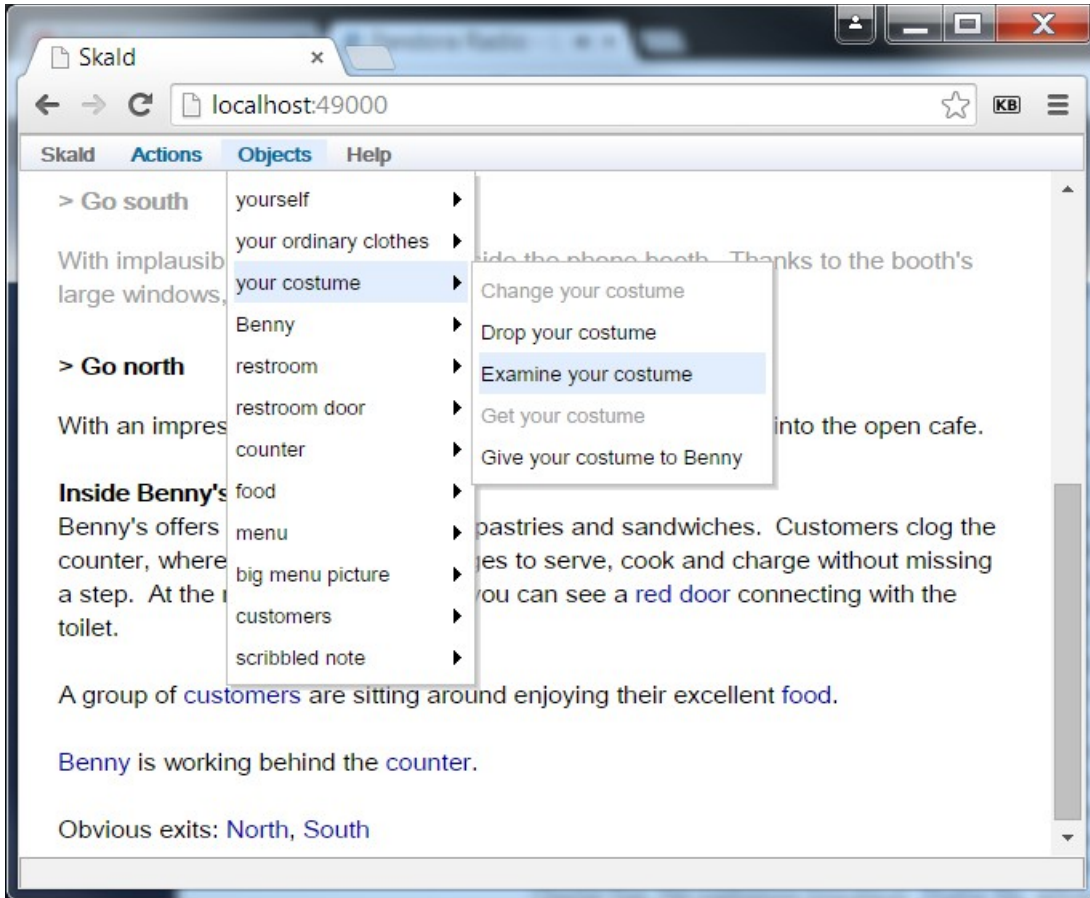 Skald
localhost:49000
KB
Skald Actions Objects Help
> Go south
With implausib
ide the phone booth. Thanks to the booth's
large windows,
> Go north
With an impres
into the open cafe.
Inside Benny's
Benny's offers
pastries and sandwiches. Customers clog the
counter, where
ges to serve, cook and charge without missing
a step. At the
you can see a red door connecting with the
toilet.
A group of customers are sitting around enjoying their excellent food.
Benny is working behind the counter.
Obvious exits: North, South
yourself
your ordinary clothes
your costume
Benny
restroom
restroom door
counter
food
menu
big menu picture
customers
scribbled note
Change your costume
Drop your costume
Examine your costume
Get your costume
Give your costume to Benny